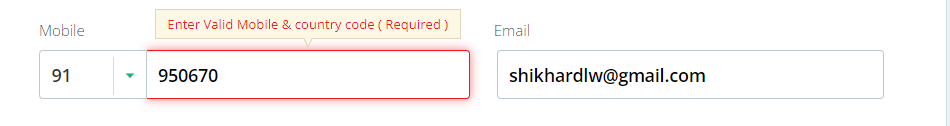 Enter Valid Mobile & country code ( Required )
Mobile
Email
91
950670
shikhardlw@gmail.com